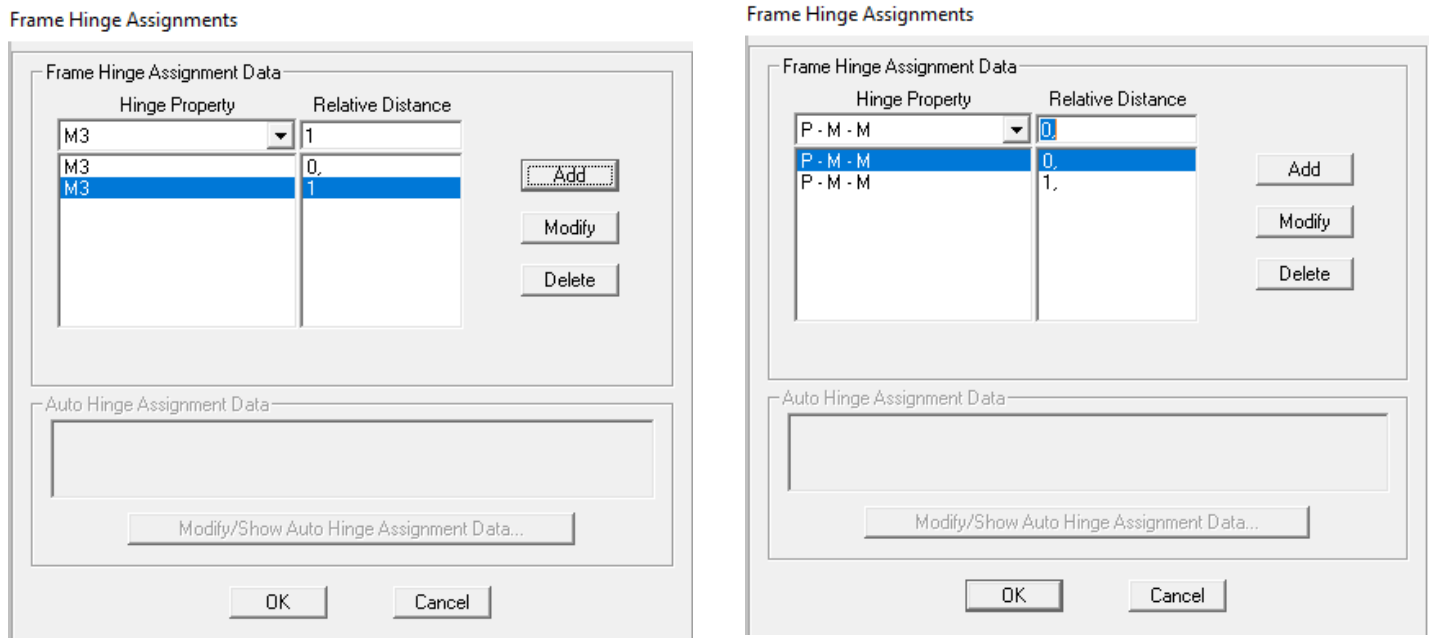 Frame Hinge Assignments
Frame Hinge Assignment Data
Hinge Property Relative Distance
M3 1
M3 0,
M3 1
Add
Modify
Delete
Auto Hinge Assignment Data
Modify/Show Auto Hinge Assignment Data...
OK Cancel
Frame Hinge Assignments
Frame Hinge Assignment Data
Hinge Property Relative Distance
P - M - M 0,
P - M - M 0,
P - M - M 1,
Add
Modify
Delete
Auto Hinge Assignment Data
Modify/Show Auto Hinge Assignment Data...
OK Cancel